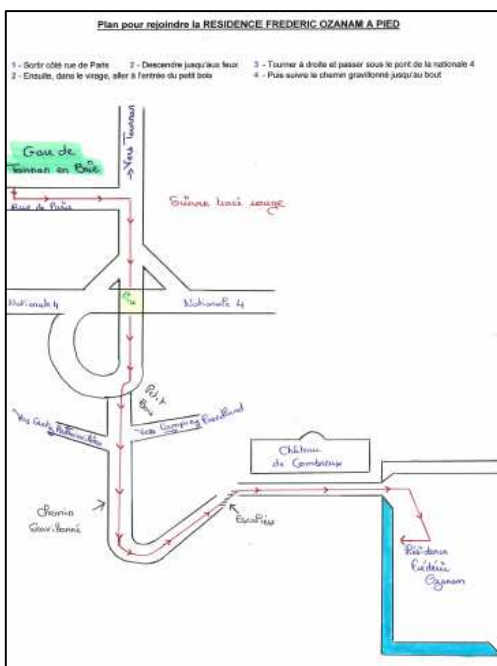 Plan pour rejoindre la RESIDENCE FREDERIC OZANAM A PIED
1 - Sortir côté rue de Paris 2 - Descendre jusqu'aux feux 3 - Tourner à droite et passer sous le pont de la nationale 4
2 - Ensuite, dans le virage, aller à l'entrée du petit bois 4 - Puis suivre le chemin gravillonné jusqu'au bout
→ Vers Tournan
Gare de
Tournan en Brie
Rue de Paris
Suivre tracé rouge
Nationale 4
Nationale 4
Petit
Bois
Vers Camping
Château
de Combreux
Chemin
Gravillonné
Escalier
Résidence
Frédéric
Ozanam